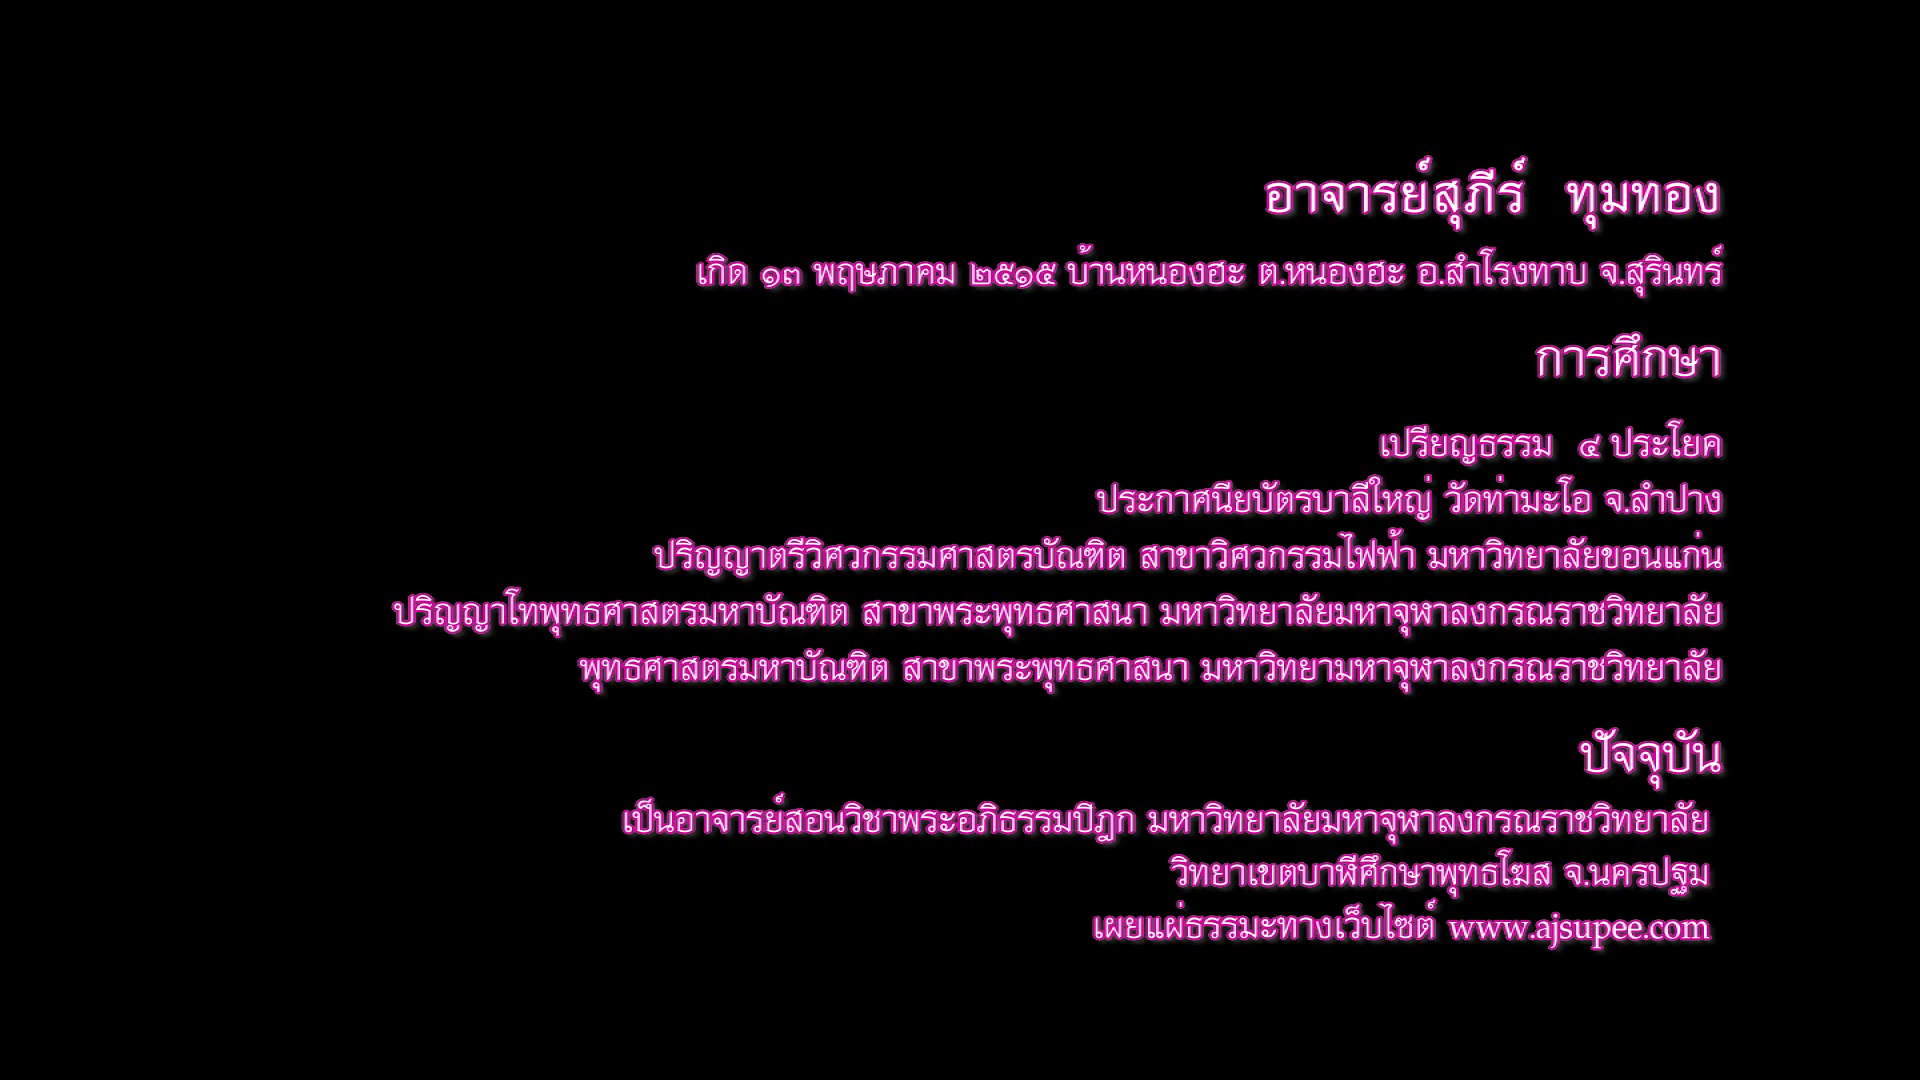 อาจารย์สุภีร์ ทุมทอง
เกิด ๑๓ พฤษภาคม ๒๕๑๕ บ้านหนองฮะ ต.หนองฮะ อ.สำโรงทาบ จ.สุรินทร์
การศึกษา
เปรียญธรรม ๔ ประโยค
ประกาศนียบัตรบาลีใหญ่ วัดท่ามะโอ จ.ลำปาง
ปริญญาตรีวิศวกรรมศาสตรบัณฑิต สาขาวิศวกรรมไฟฟ้า มหาวิทยาลัยขอนแก่น
ปริญญาโทพุทธศาสตรมหาบัณฑิต สาขาพระพุทธศาสนา มหาวิทยาลัยมหาจุฬาลงกรณราชวิทยาลัย
พุทธศาสตรมหาบัณฑิต สาขาพระพุทธศาสนา มหาวิทยามหาจุฬาลงกรณราชวิทยาลัย
ปัจจุบัน
เป็นอาจารย์สอนวิชาพระอภิธรรมปิฎก มหาวิทยาลัยมหาจุฬาลงกรณราชวิทยาลัย
วิทยาเขตบาฬีศึกษาพุทธโฆส จ.นครปฐม
เผยแผ่ธรรมะทางเว็บไซต์ www.ajsupee.com